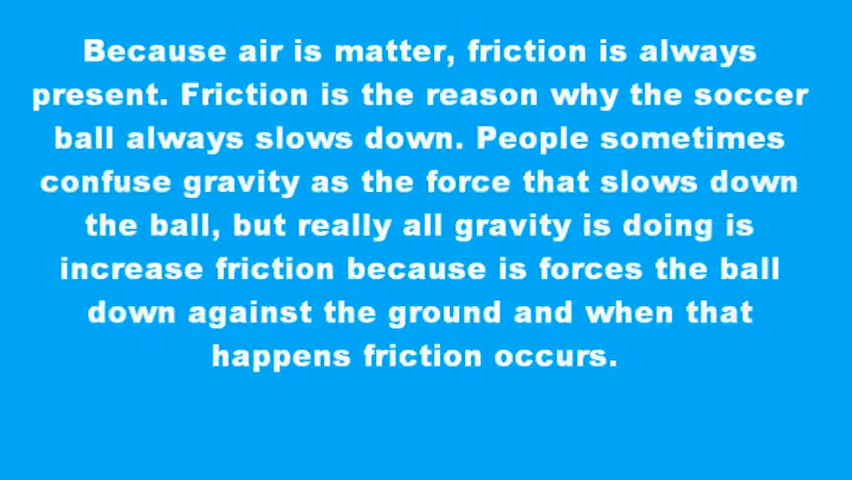 Because air is matter, friction is always
present. Friction is the reason why the soccer
ball always slows down. People sometimes
confuse gravity as the force that slows down
the ball, but really all gravity is doing is
increase friction because is forces the ball
down against the ground and when that
happens friction occurs.